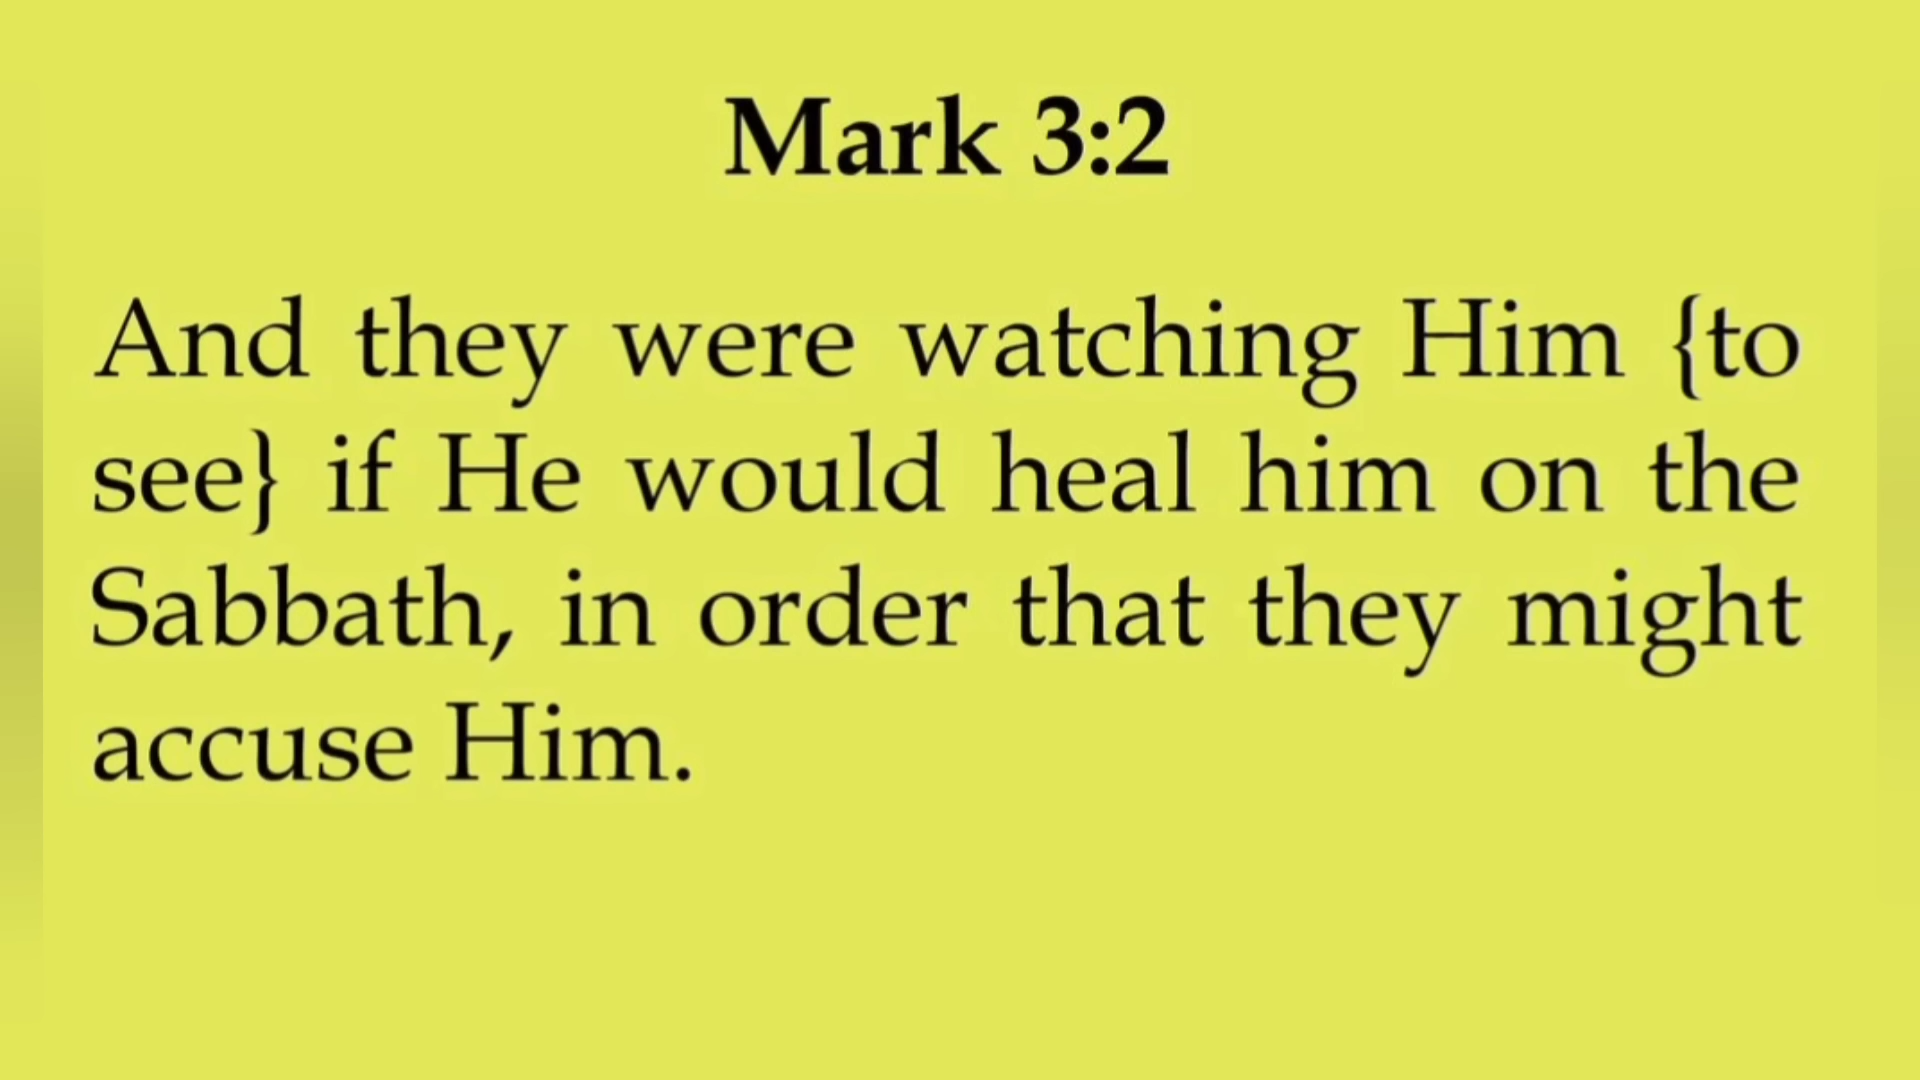 Mark 3:2
And they were watching Him {to
see} if He would heal him on the
Sabbath, in order that they might
accuse Him.